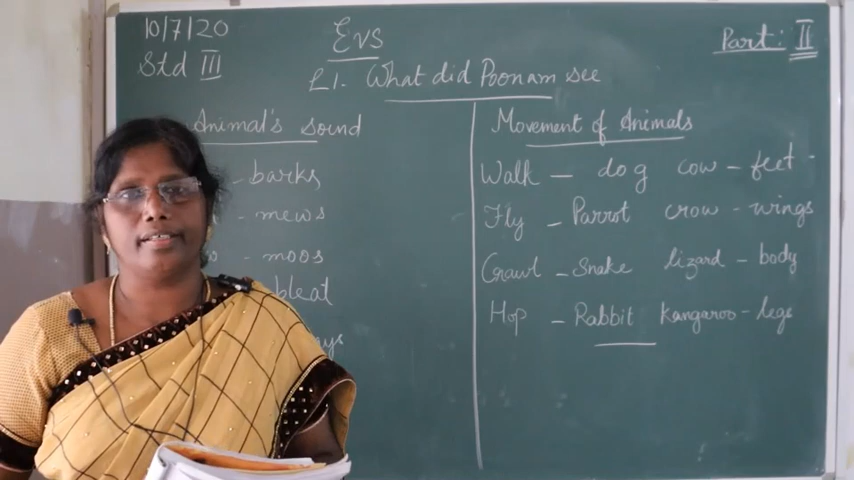 10/7/20
Evs
Part: II
Std III
L1. What did Poonam see
Animal's sound
- barks
- mews
- moos
bleat
ys
Movement of Animals
Walk - dog cow - feet
Fly - Parrot crow - wings
Crawl - Snake lizard - body
Hop - Rabbit kangaroo - legs